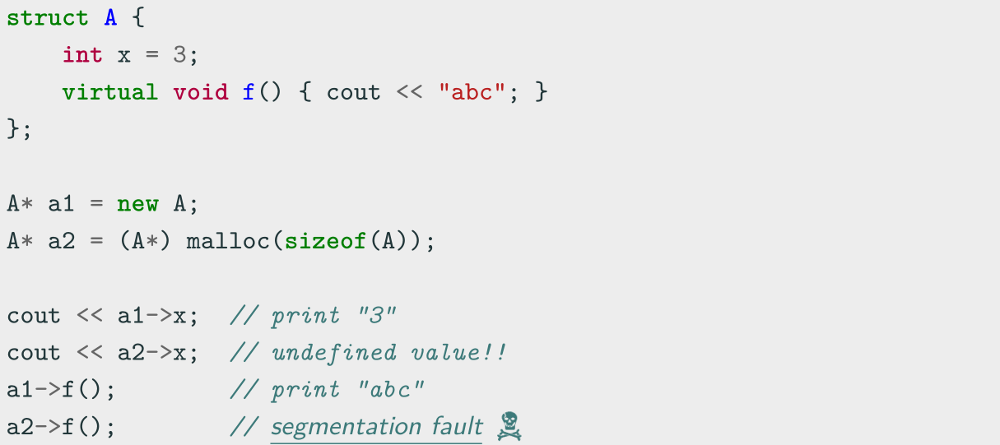 struct A {
    int x = 3;
    virtual void f() { cout << "abc"; }
};
A* a1 = new A;
A* a2 = (A*) malloc(sizeof(A));
cout << a1->x;  // print "3"
cout << a2->x;  // undefined value!!
a1->f();        // print "abc"
a2->f();        // segmentation fault ☠